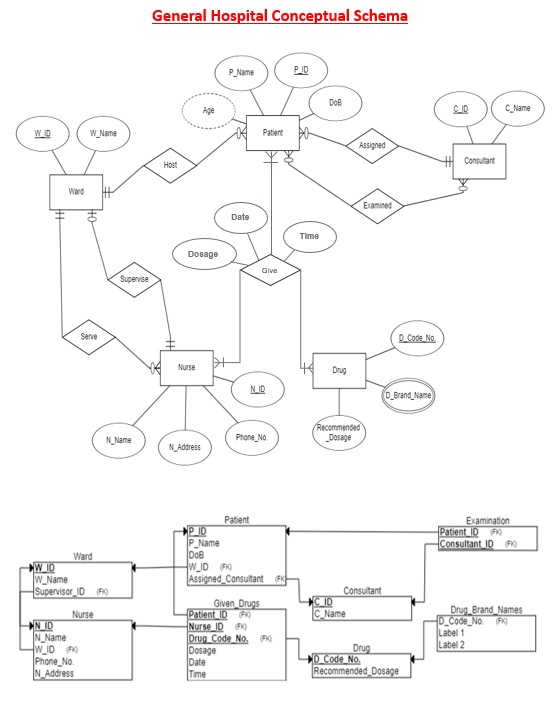 General Hospital Conceptual Schema
P_Name
P_ID
Age
DoB
Patient
W_ID
W_Name
Host
Assigned
C_ID
C_Name
Consultant
Ward
Examined
Date
Time
Dosage
Give
Supervise
Serve
Nurse
Drug
D_Code_No.
D_Brand_Name
N_ID
Recommended
_Dosage
N_Name
N_Address
Phone_No.
Patient
P_ID
P_Name
DoB
W_ID (FK)
Assigned_Consultant (FK)
Examination
Patient_ID (FK)
Consultant_ID (FK)
Ward
W_ID
W_Name
Supervisor_ID (FK)
Consultant
C_ID
C_Name
Nurse
N_ID
N_Name
W_ID (FK)
Phone_No.
N_Address
Given_Drugs
Patient_ID (FK)
Nurse_ID (FK)
Drug_Code_No. (FK)
Dosage
Date
Time
Drug_Brand_Names
D_Code_No. (FK)
Label 1
Label 2
Drug
D_Code_No.
Recommended_Dosage